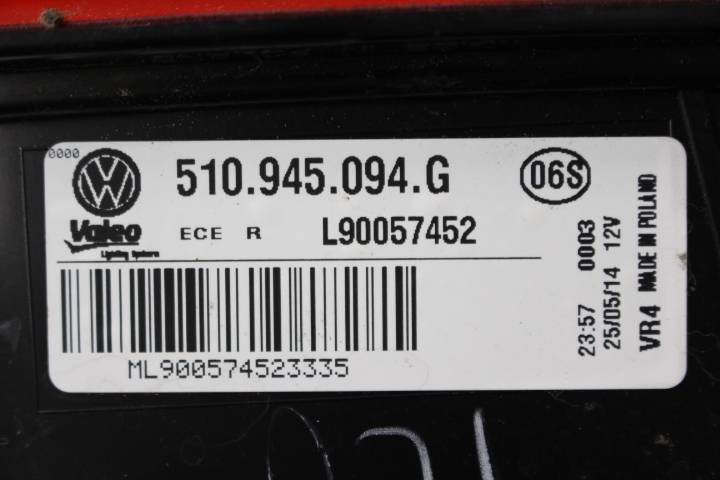 0000
510.945.094.G
06S
Valeo
Lighting Systems
ECE R
L90057452
ML900574523335
23:57 0003
25/05/14 12V
VR4 MADE IN POLAND